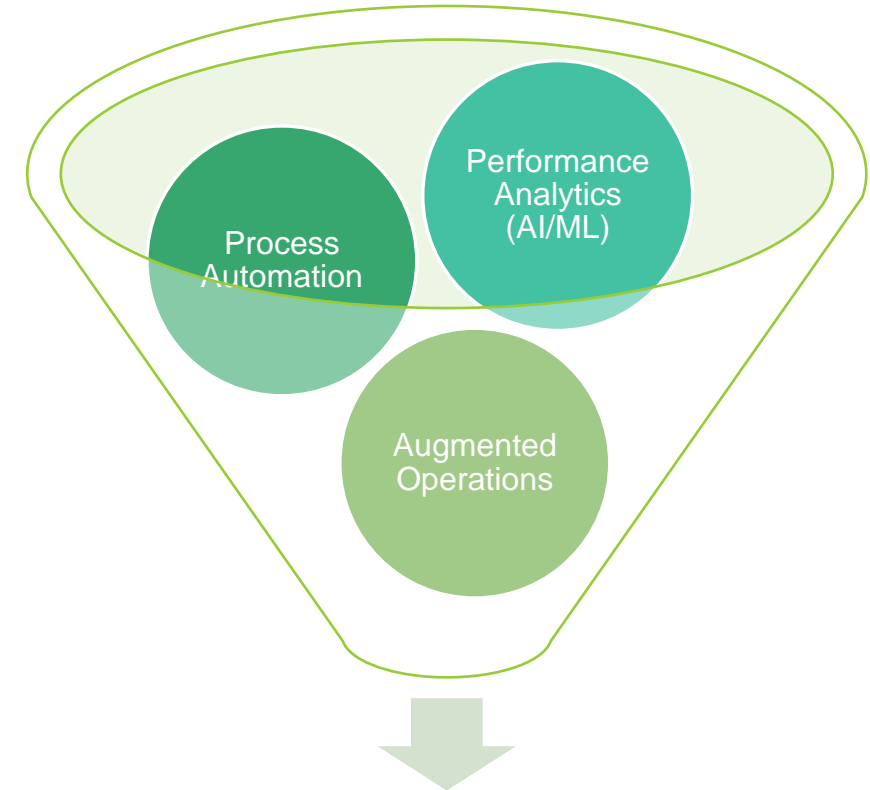 Performance
Analytics
(AI/ML)
Process
Automation
Augmented
Operations